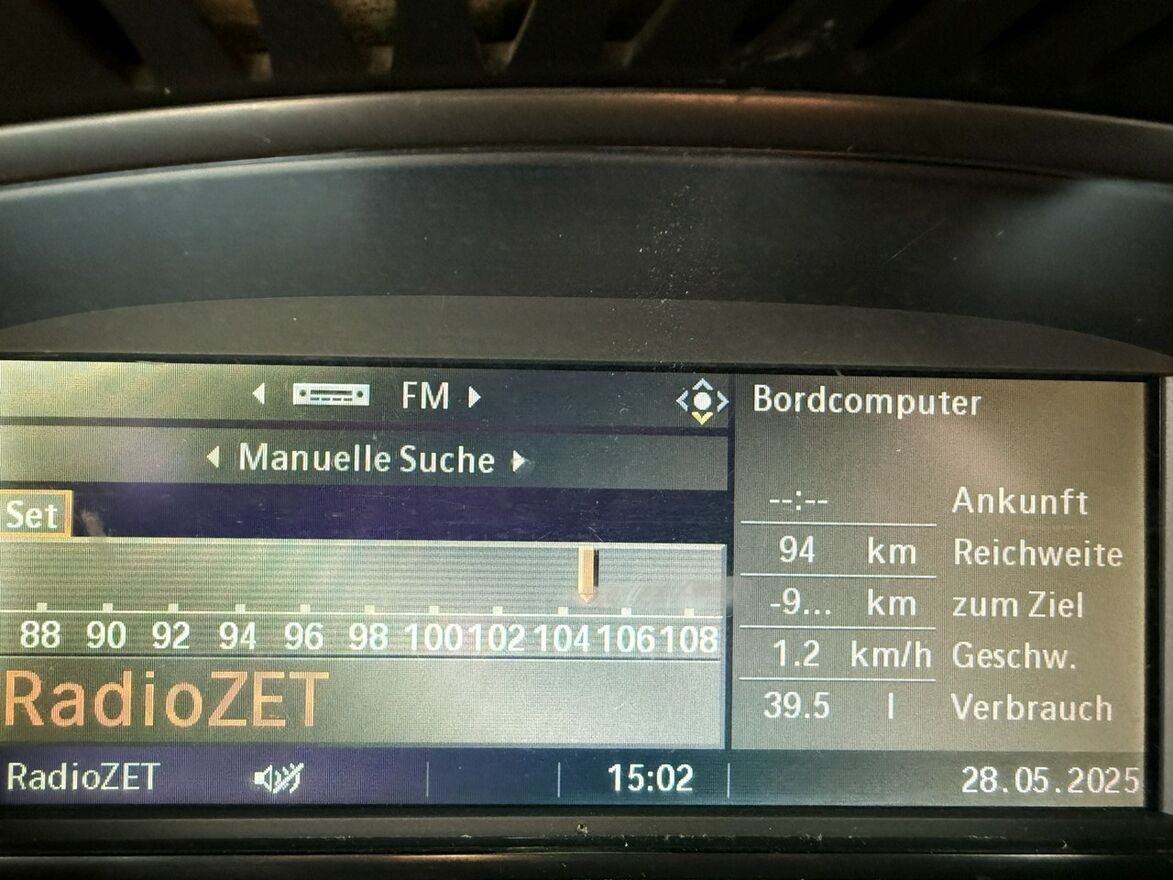 FM
Manuelle Suche
Set
88 90 92 94 96 98 100 102 104 106 108
RadioZET
RadioZET
15:02
Bordcomputer
--:-- Ankunft
94 km Reichweite
-9... km zum Ziel
1.2 km/h Geschw.
39.5 l Verbrauch
28.05.2025